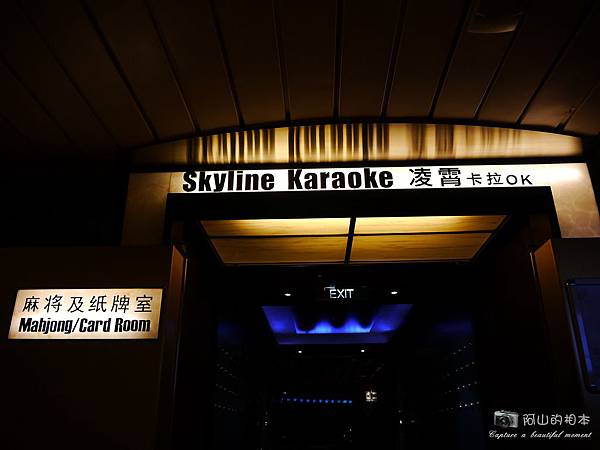 Skyline Karaoke 凌霄卡拉OK
EXIT
麻将及纸牌室
Mahjong/Card Room
阿山的相本
Capture a beautiful moment